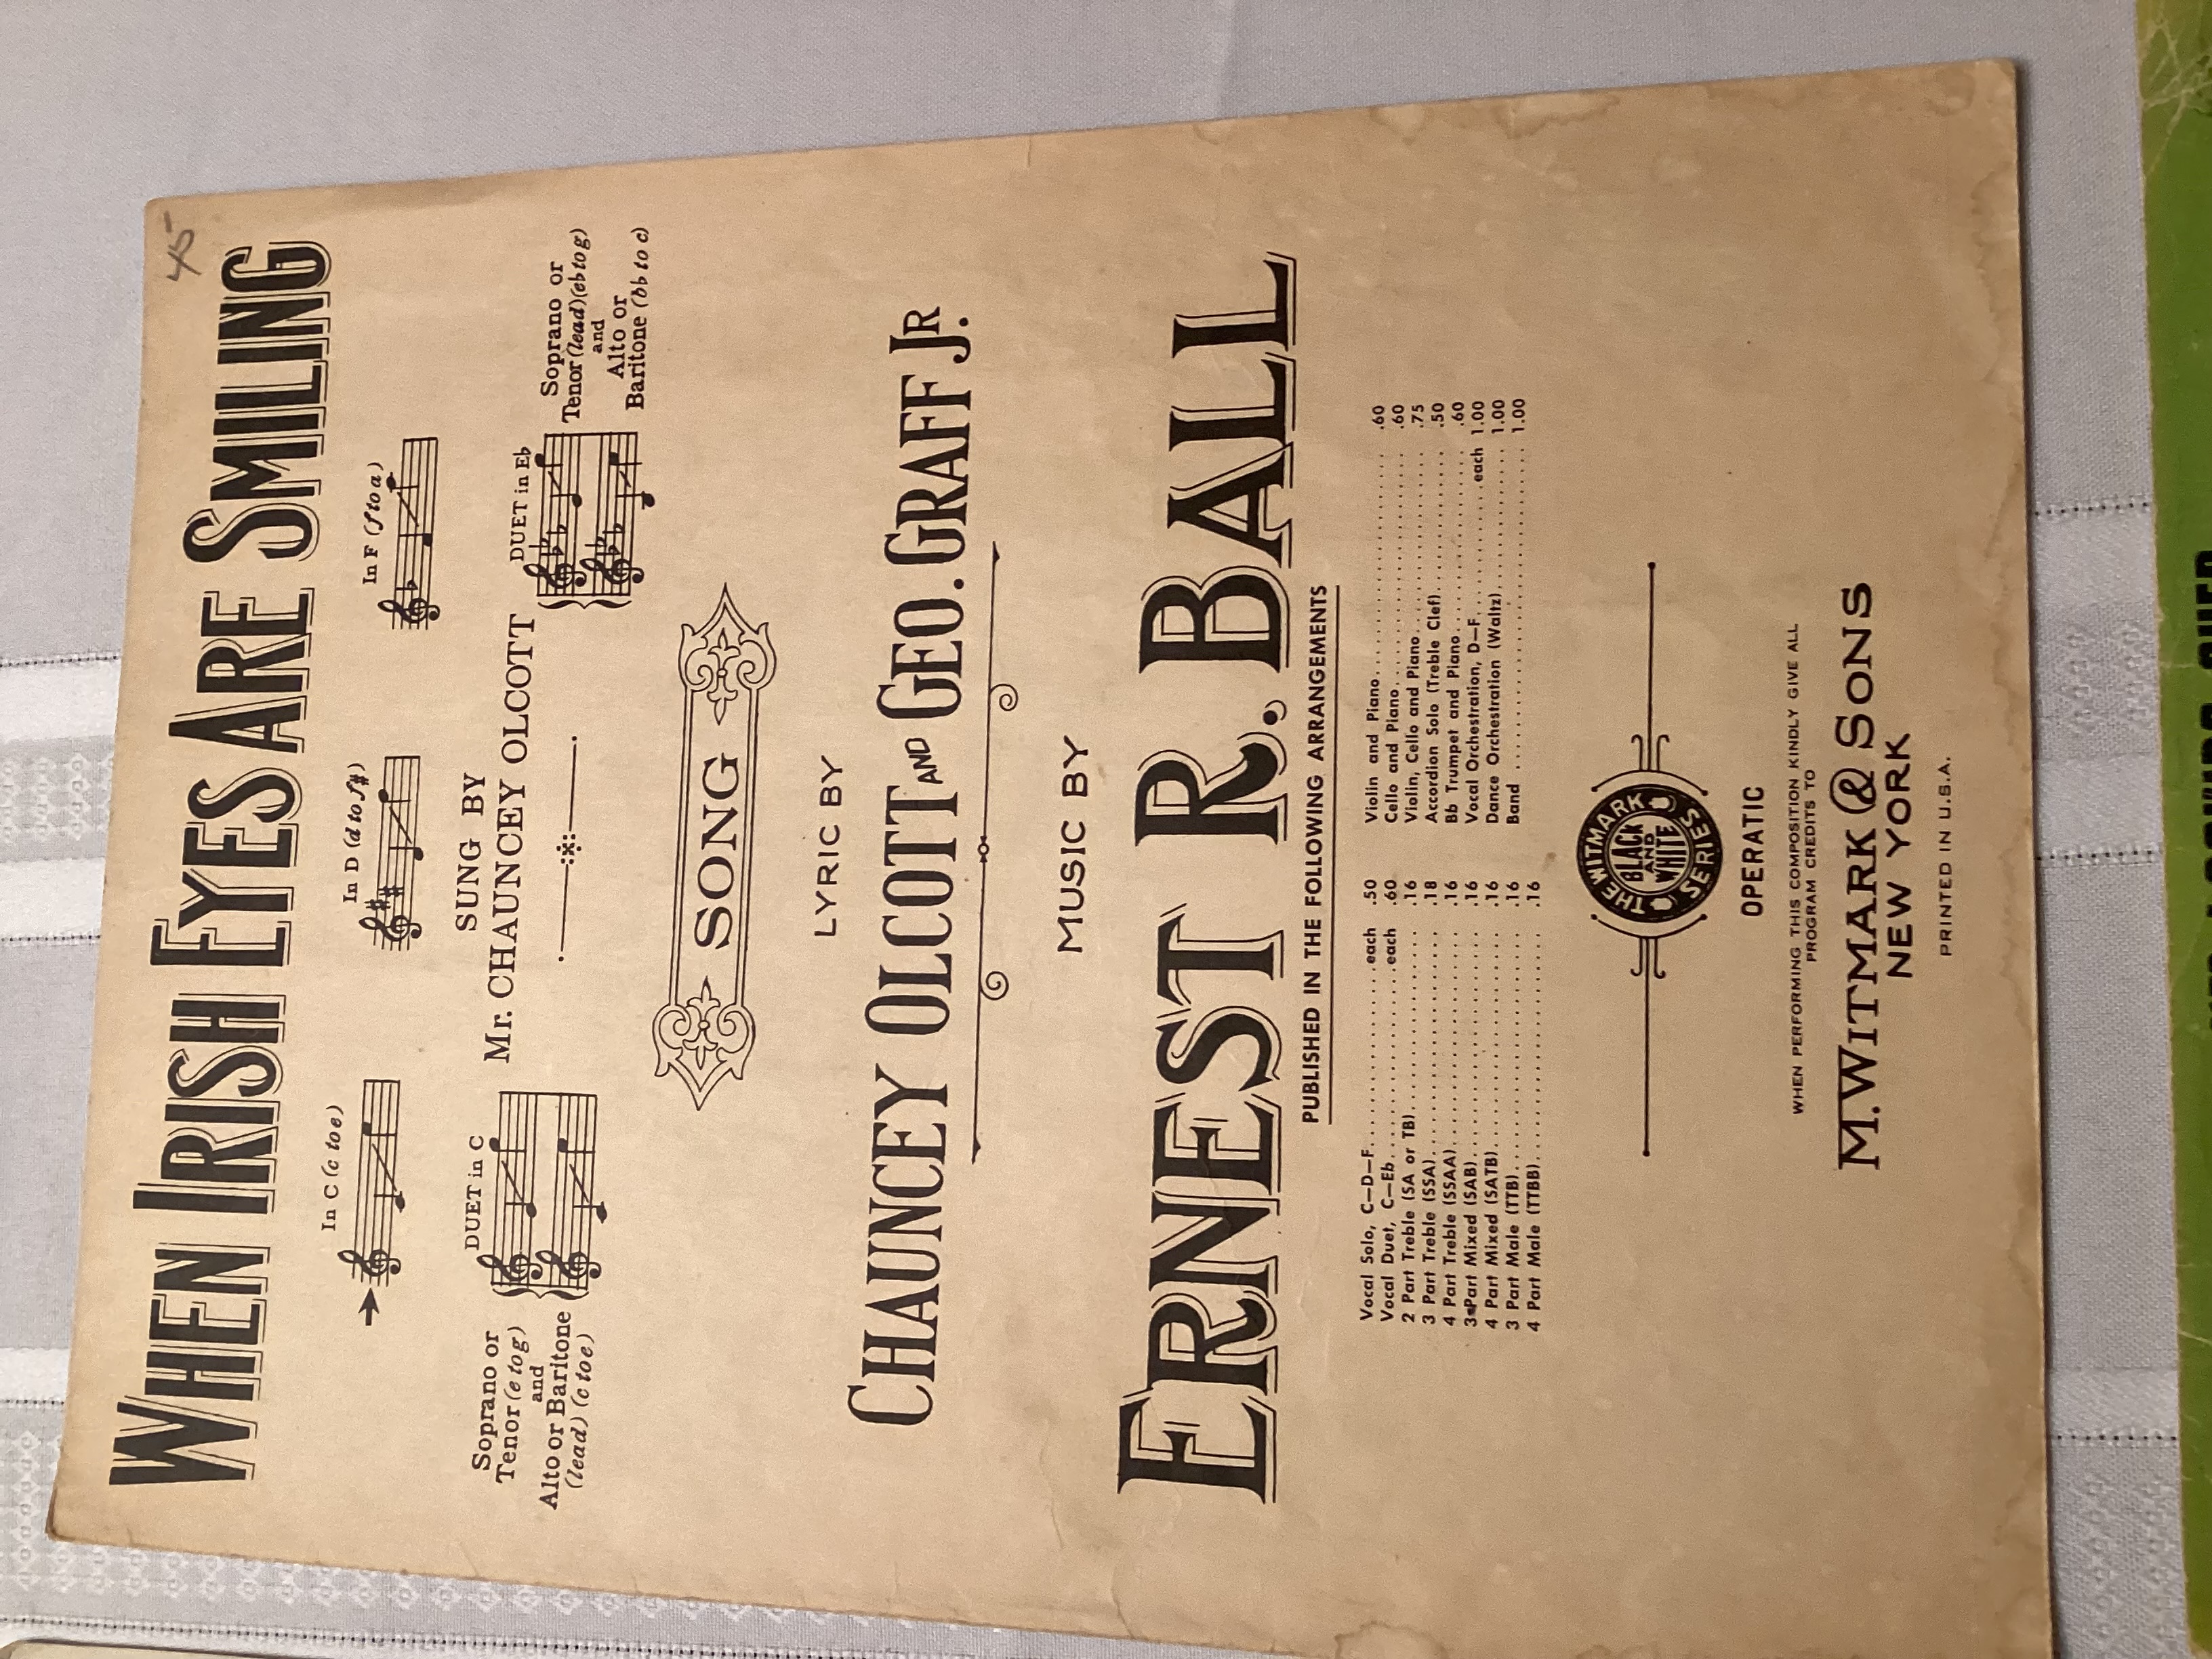 45
WHEN IRISH EYES ARE SMILING
In C (c to e)
In D (d to f#)
In F (f to a)
SUNG BY
Mr. CHAUNCEY OLCOTT
DUET in C
Soprano or
Tenor (e to g)
and
Alto or Baritone
(lead) (c to e)
DUET in E♭
Soprano or
Tenor (lead) (e♭ to g)
and
Alto or
Baritone (b♭ to c)
SONG
LYRIC BY
CHAUNCEY OLCOTT AND GEO. GRAFF JR.
MUSIC BY
ERNEST R. BALL
PUBLISHED IN THE FOLLOWING ARRANGEMENTS
Vocal Solo, C—D—F. . . . . . . . . . each .50
Vocal Duet, C—Eb. . . . . . . . . . each .60
2 Part Treble (SA or TB). . . . . . . . . . .16
3 Part Treble (SSA). . . . . . . . . . .18
4 Part Treble (SSAA). . . . . . . . . . .16
3 Part Mixed (SAB). . . . . . . . . . .16
4 Part Mixed (SATB). . . . . . . . . . .16
3 Part Male (TTB). . . . . . . . . . .16
4 Part Male (TTBB). . . . . . . . . . .16
Violin and Piano. . . . . . . . . . .60
Cello and Piano. . . . . . . . . . .60
Violin, Cello and Piano. . . . . . . . . . .75
Accordion Solo (Treble Clef). . . . . . . . . . .50
Bb Trumpet and Piano. . . . . . . . . . .60
Vocal Orchestration, D—F. . . . . . . . . . each 1.00
Dance Orchestration (Waltz). . . . . . . . . . 1.00
Band . . . . . . . . . . 1.00
THE WITMARK
BLACK
AND
WHITE
SERIES
OPERATIC
WHEN PERFORMING THIS COMPOSITION KINDLY GIVE ALL
PROGRAM CREDITS TO
M. WITMARK & SONS
NEW YORK
PRINTED IN U.S.A.